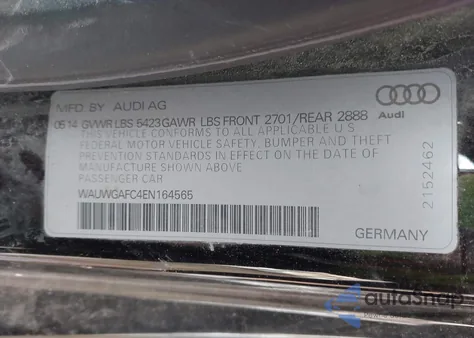 MFD BY AUDI AG
Audi
05 14 GVWR LBS 5423 GAWR LBS FRONT 2701/REAR 2888
THIS VEHICLE CONFORMS TO ALL APPLICABLE U S
FEDERAL MOTOR VEHICLE SAFETY, BUMPER AND THEFT
PREVENTION STANDARDS IN EFFECT ON THE DATE OF
MANUFACTURE SHOWN ABOVE
PASSENGER CAR
WAUWGAFC4EN164565
2152462
GERMANY
autoSnap